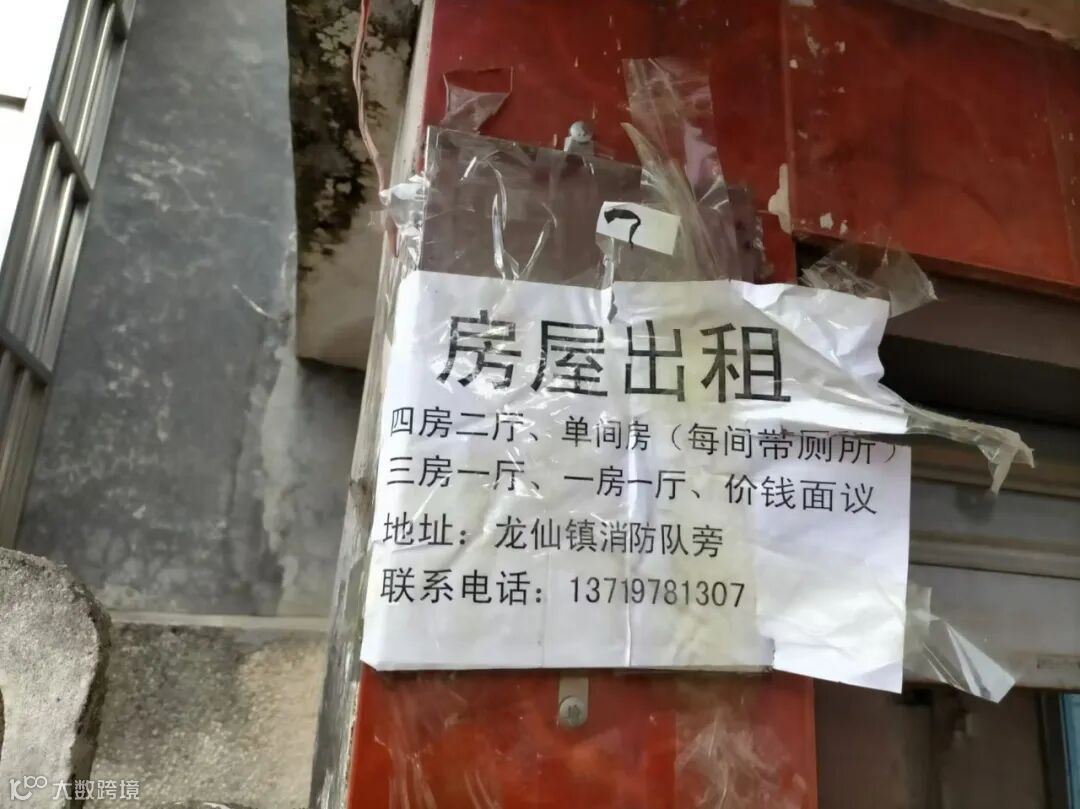 房屋出租
四房二厅、单间房（每间带厕所）
三房一厅、一房一厅、价钱面议
地址：龙仙镇消防队旁
联系电话：13719781307
大数跨境